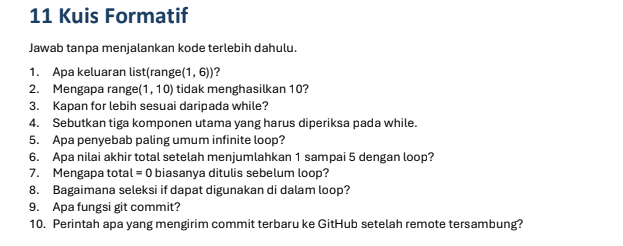 11 Kuis Formatif
Jawab tanpa menjalankan kode terlebih dahulu.
1. Apa keluaran list(range(1, 6))?
2. Mengapa range(1, 10) tidak menghasilkan 10?
3. Kapan for lebih sesuai daripada while?
4. Sebutkan tiga komponen utama yang harus diperiksa pada while.
5. Apa penyebab paling umum infinite loop?
6. Apa nilai akhir total setelah menjumlahkan 1 sampai 5 dengan loop?
7. Mengapa total = 0 biasanya ditulis sebelum loop?
8. Bagaimana seleksi if dapat digunakan di dalam loop?
9. Apa fungsi git commit?
10. Perintah apa yang mengirim commit terbaru ke GitHub setelah remote tersambung?